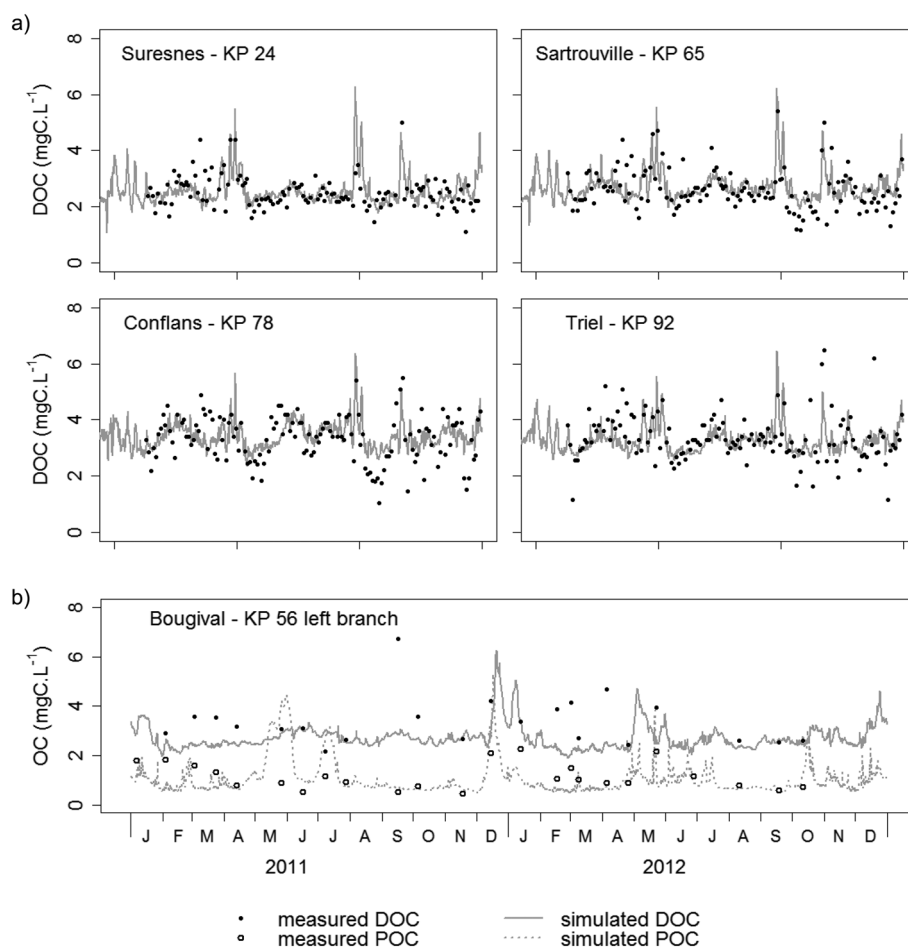 a)
Suresnes - KP 24
Sartrouville - KP 65
DOC (mgC.L⁻¹)
8
6
4
2
0
Conflans - KP 78
Triel - KP 92
DOC (mgC.L⁻¹)
8
6
4
2
0
b)
Bougival - KP 56 left branch
OC (mgC.L⁻¹)
8
6
4
2
0
J F M A M J J A S O N D J F M A M J J A S O N D
2011 2012
measured DOC simulated DOC
measured POC simulated POC